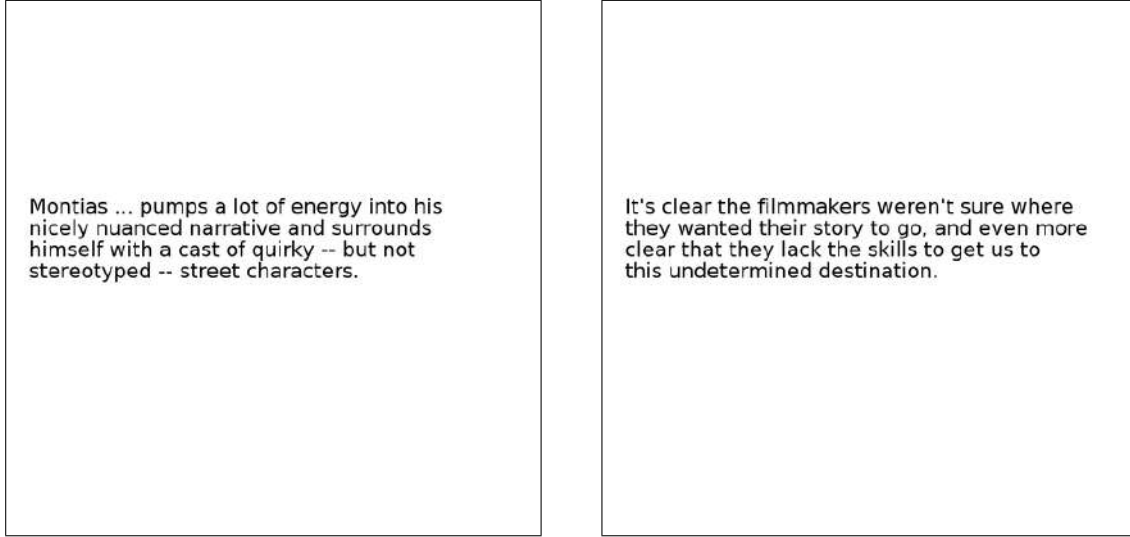 Montias ... pumps a lot of energy into his
nicely nuanced narrative and surrounds
himself with a cast of quirky -- but not
stereotyped -- street characters.
It's clear the filmmakers weren't sure where
they wanted their story to go, and even more
clear that they lack the skills to get us to
this undetermined destination.